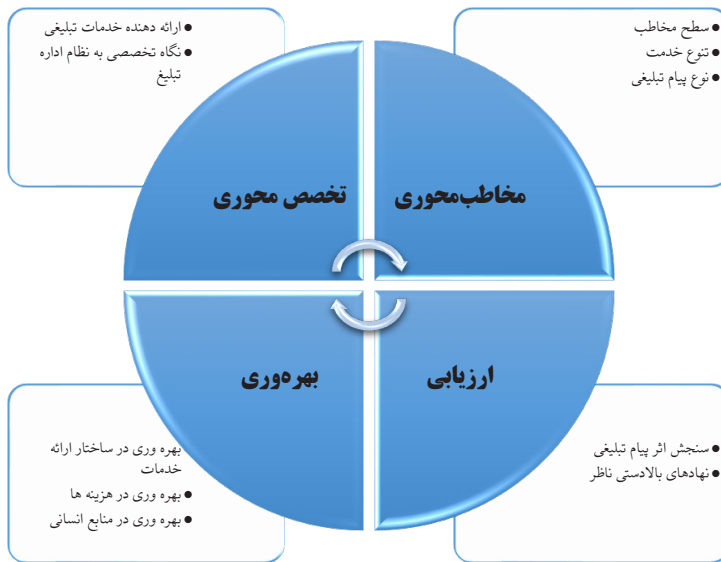 ● سطح مخاطب
● تنوع خدمت
● نوع پیام تبلیغی
● ارائه دهنده خدمات تبلیغی
● نگاه تخصصی به نظام اداره
تبلیغ
مخاطب‌محوری
تخصص محوری
ارزیابی
بهره‌وری
● سنجش اثر پیام تبلیغی
● نهادهای بالادستی ناظر
بهره وری در ساختار ارائه
خدمات
● بهره وری در هزینه ها
● بهره وری در منابع انسانی